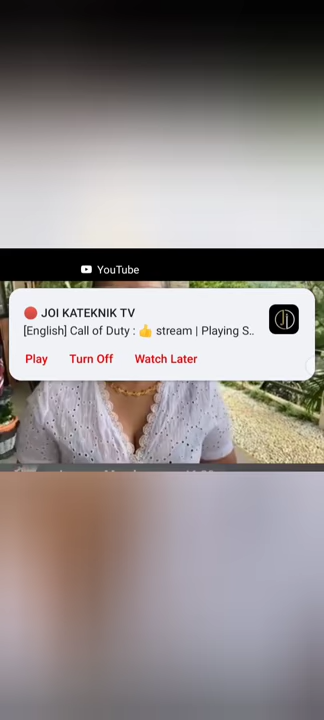 YouTube
🔴 JOI KATEKNIK TV
[English] Call of Duty : 👍 stream | Playing S..
Play Turn Off Watch Later